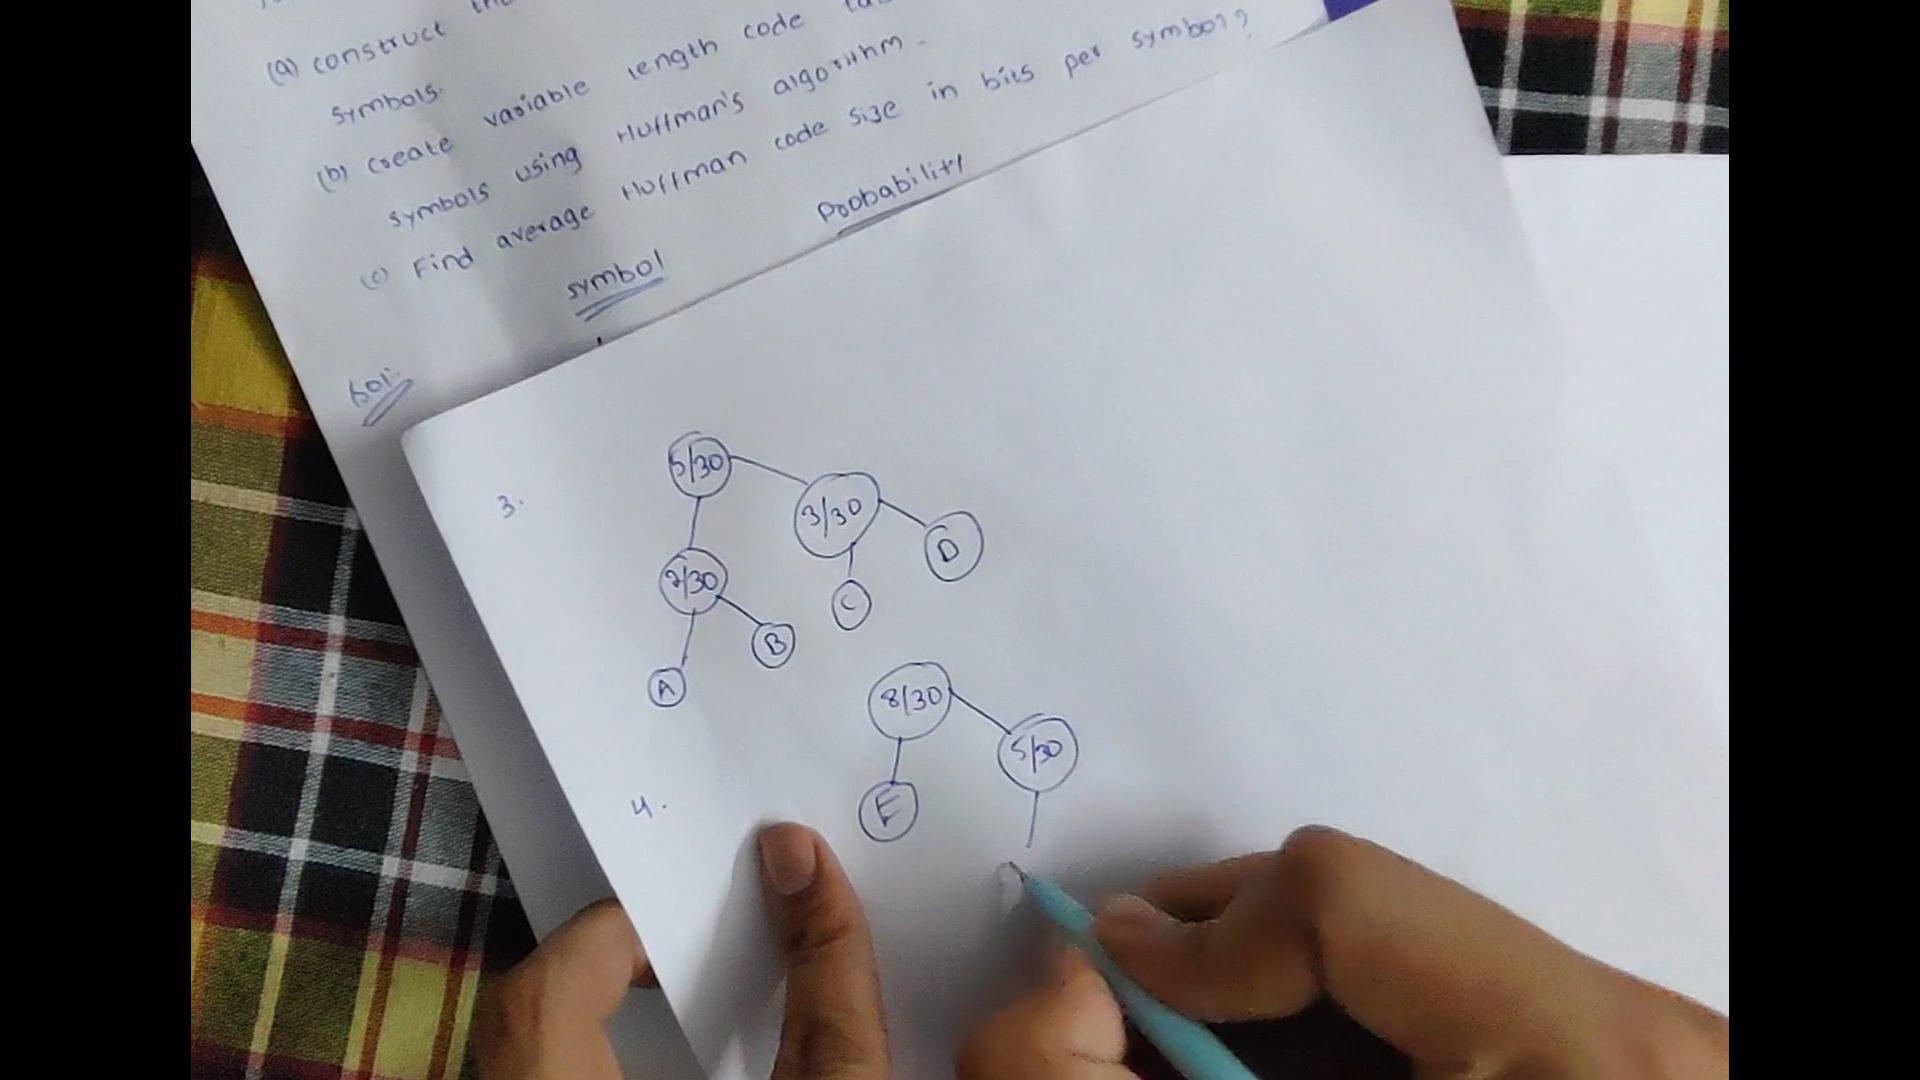 (a) construct
symbols.
(b) create variable length code
symbols using Huffman's algorithm.
(c) Find average Huffman code size in bits per symbol?
symbol probability
Sol:
3.
5/30
3/30
D
2/30
C
B
A
4.
8/30
5/30
E